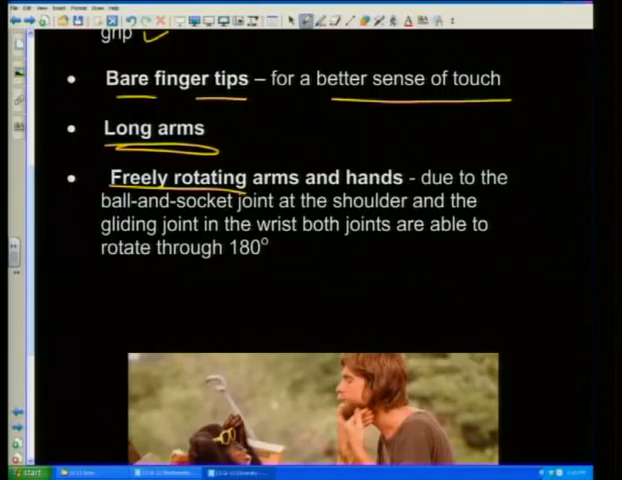 grip
• Bare finger tips – for a better sense of touch
• Long arms
• Freely rotating arms and hands - due to the
ball-and-socket joint at the shoulder and the
gliding joint in the wrist both joints are able to
rotate through 180°
start